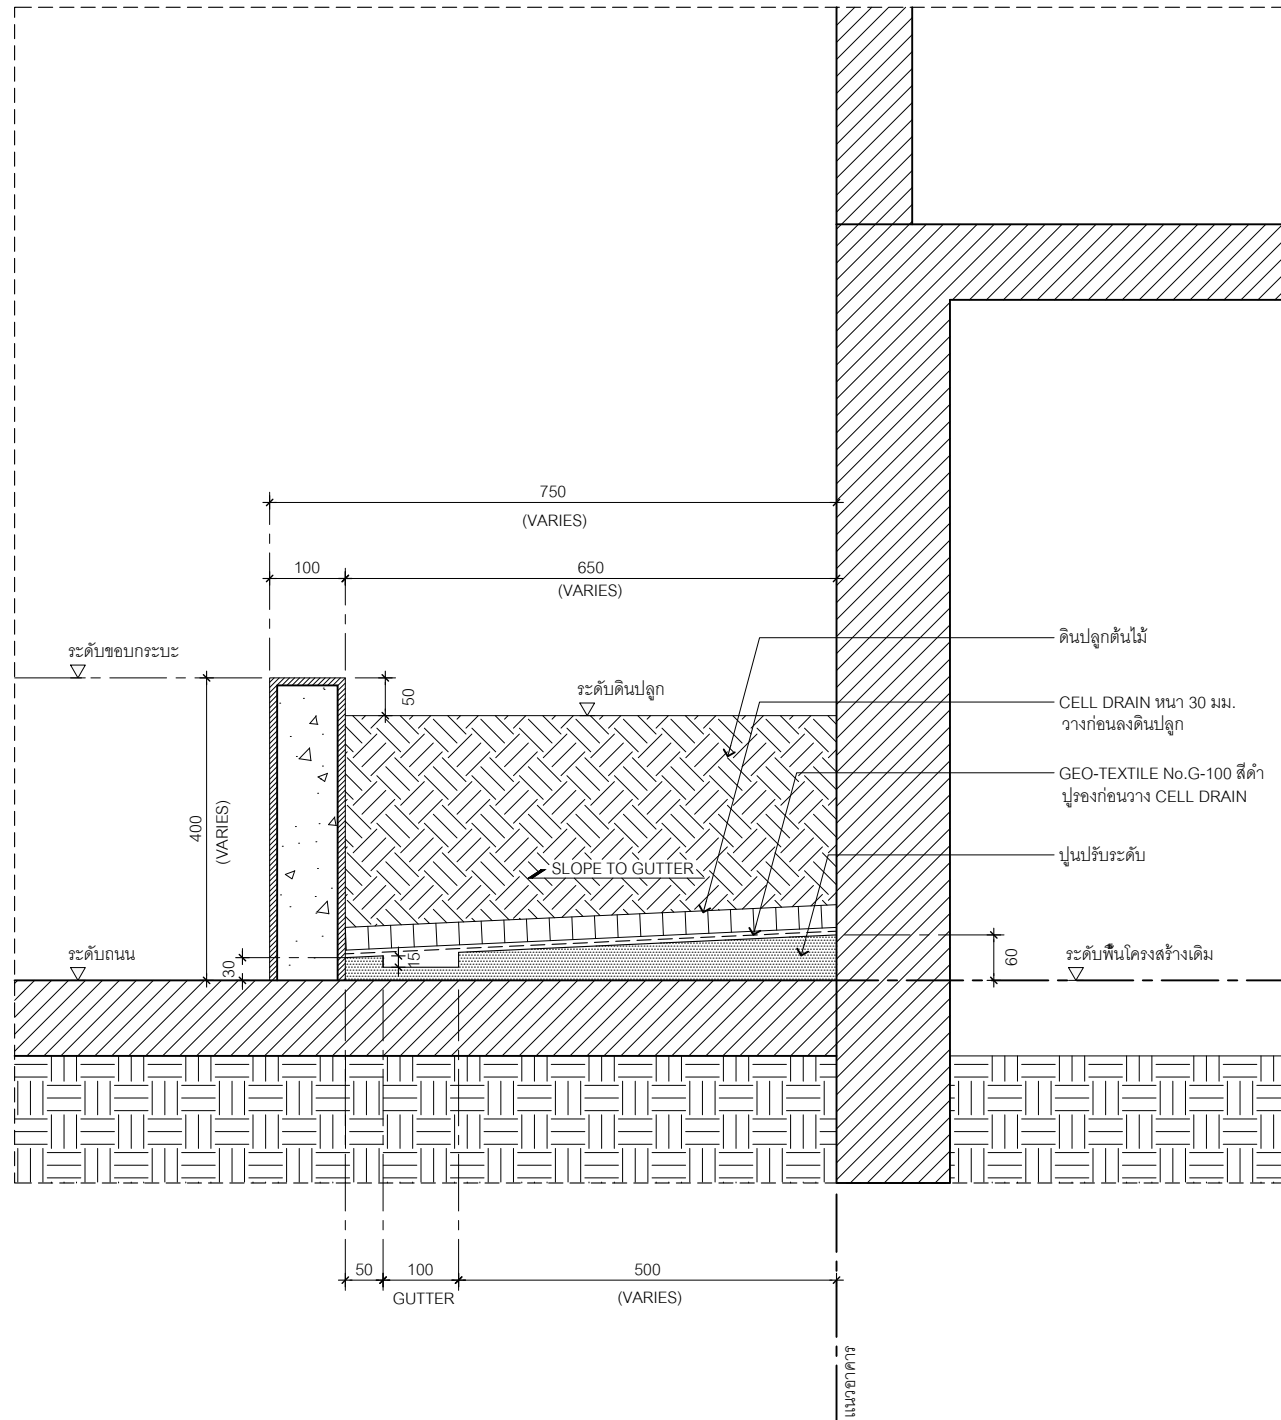 750
(VARIES)
100
650
(VARIES)
ระดับขอบกระบะ
50
ระดับดินปลูก
ดินปลูกต้นไม้
CELL DRAIN หนา 30 มม.
วางก่อนลงดินปลูก
GEO-TEXTILE No.G-100 สีดำ
ปูรองก่อนวาง CELL DRAIN
400
(VARIES)
ปูนปรับระดับ
SLOPE TO GUTTER
ระดับถนน
30
15
60
ระดับพื้นโครงสร้างเดิม
50
100
500
GUTTER
(VARIES)
แนวอาคาร